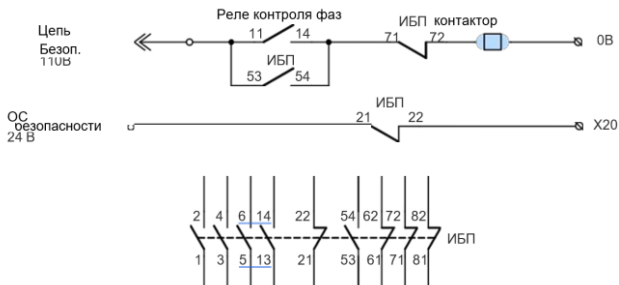 Реле контроля фаз
ИБП контактор
Цепь
Безоп.
110В
11 14
71 72
0В
ИБП
53 54
ИБП
ОС
безопасности
24 В
21 22
X20
2 4 6 14 22 54 62 72 82
ИБП
1 3 5 13 21 53 61 71 81